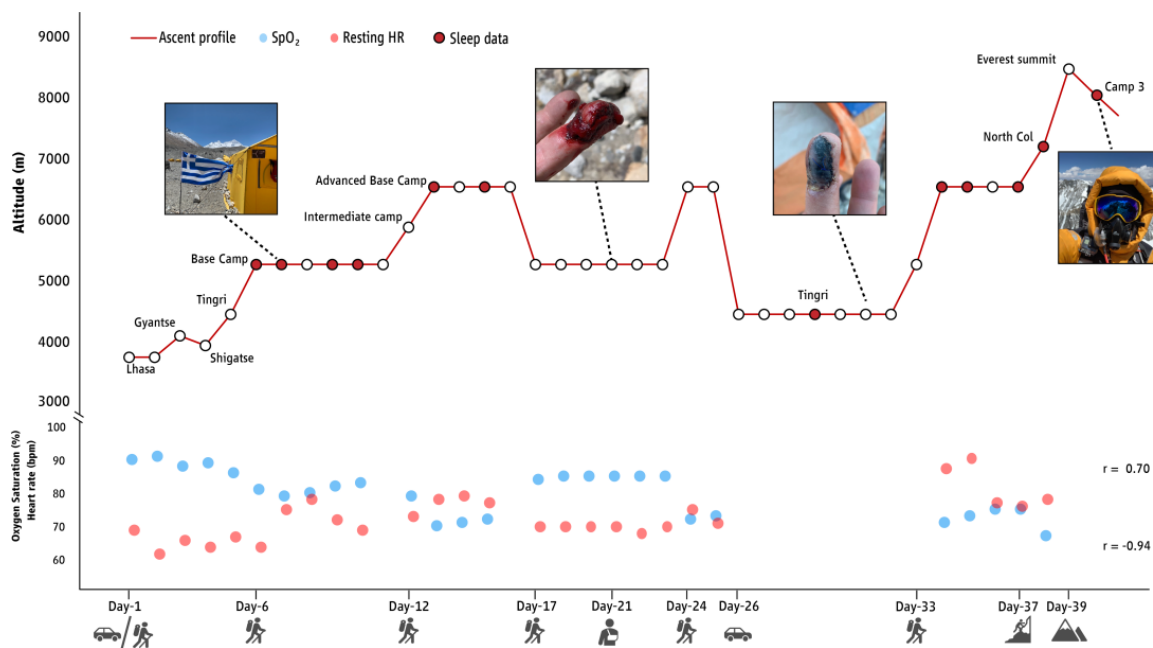 9000
8000
7000
6000
5000
4000
3000
Altitude (m)
Ascent profile
SpO₂
Resting HR
Sleep data
Lhasa
Gyantse
Shigatse
Tingri
Base Camp
Intermediate camp
Advanced Base Camp
Tingri
North Col
Everest summit
Camp 3
100
90
80
70
60
Oxygen Saturation (%)
Heart rate (bpm)
r = 0.70
r = -0.94
Day-1
Day-6
Day-12
Day-17
Day-21
Day-24
Day-26
Day-33
Day-37
Day-39